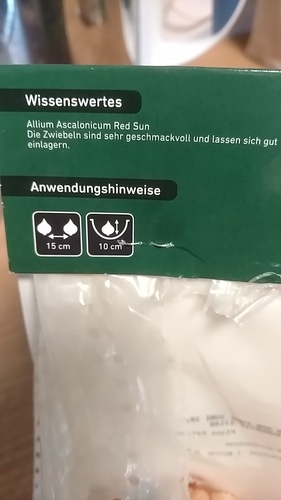 Wissenswertes
Allium Ascalonicum Red Sun
Die Zwiebeln sind sehr geschmackvoll und lassen sich gut
einlagern.
Anwendungshinweise
15 cm
10 cm